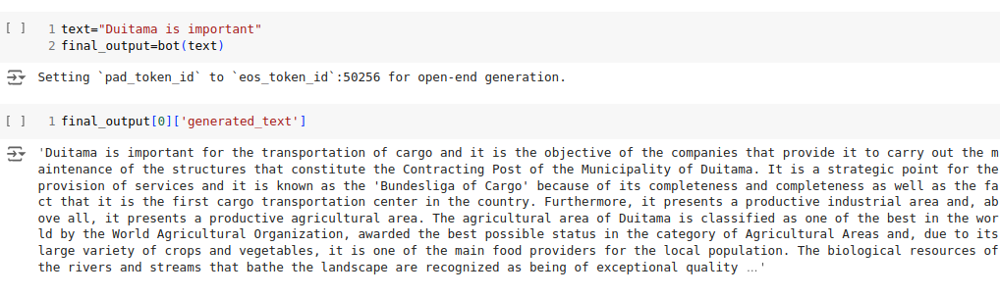 [ ] 1 text="Duitama is important"
2 final_output=bot(text)
Setting `pad_token_id` to `eos_token_id`:50256 for open-end generation.
[ ] 1 final_output[0]['generated_text']
'Duitama is important for the transportation of cargo and it is the objective of the companies that provide it to carry out the m
aintenance of the structures that constitute the Contracting Post of the Municipality of Duitama. It is a strategic point for the
provision of services and it is known as the 'Bundesliga of Cargo' because of its completeness and completeness as well as the fa
ct that it is the first cargo transportation center in the country. Furthermore, it presents a productive industrial area and, ab
ove all, it presents a productive agricultural area. The agricultural area of Duitama is classified as one of the best in the wor
ld by the World Agricultural Organization, awarded the best possible status in the category of Agricultural Areas and, due to its
large variety of crops and vegetables, it is one of the main food providers for the local population. The biological resources of
the rivers and streams that bathe the landscape are recognized as being of exceptional quality …'